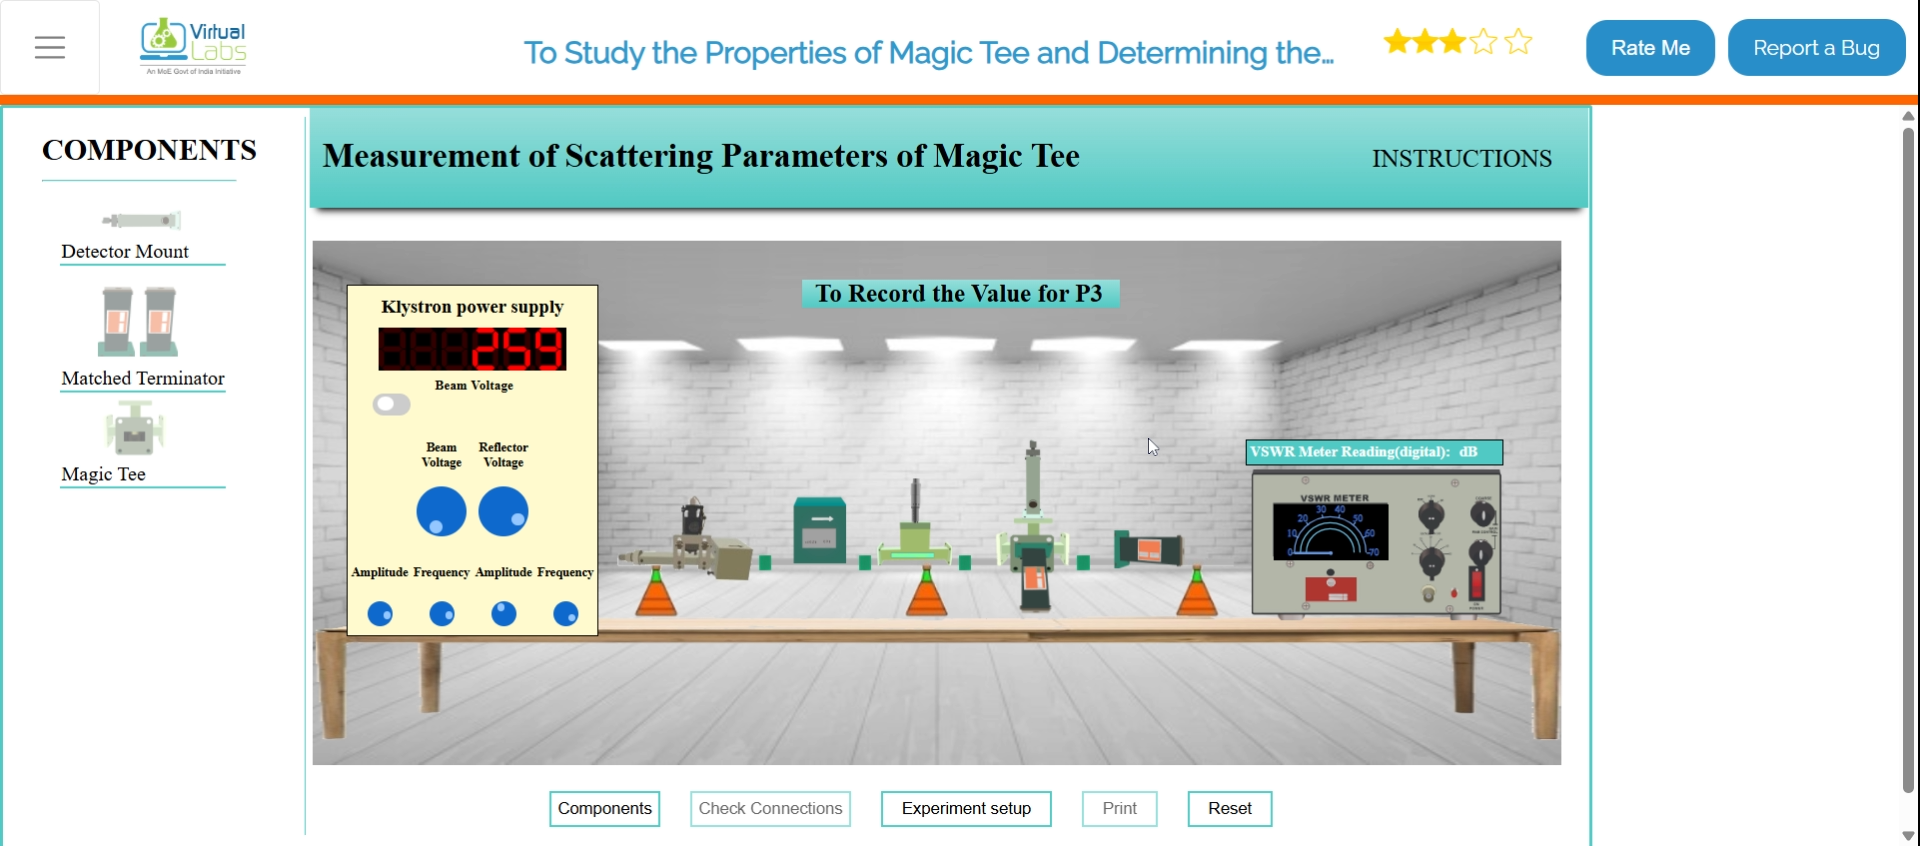 Virtual
Labs
An MoE Govt of India Initiative
To Study the Properties of Magic Tee and Determining the...
Rate Me
Report a Bug
COMPONENTS
Detector Mount
Matched Terminator
Magic Tee
Measurement of Scattering Parameters of Magic Tee
INSTRUCTIONS
To Record the Value for P3
Klystron power supply
259
Beam Voltage
Beam Voltage
Reflector Voltage
Amplitude Frequency Amplitude Frequency
VSWR Meter Reading(digital): dB
VSWR METER
0 10 20 30 40 50 60 70
Components
Check Connections
Experiment setup
Print
Reset